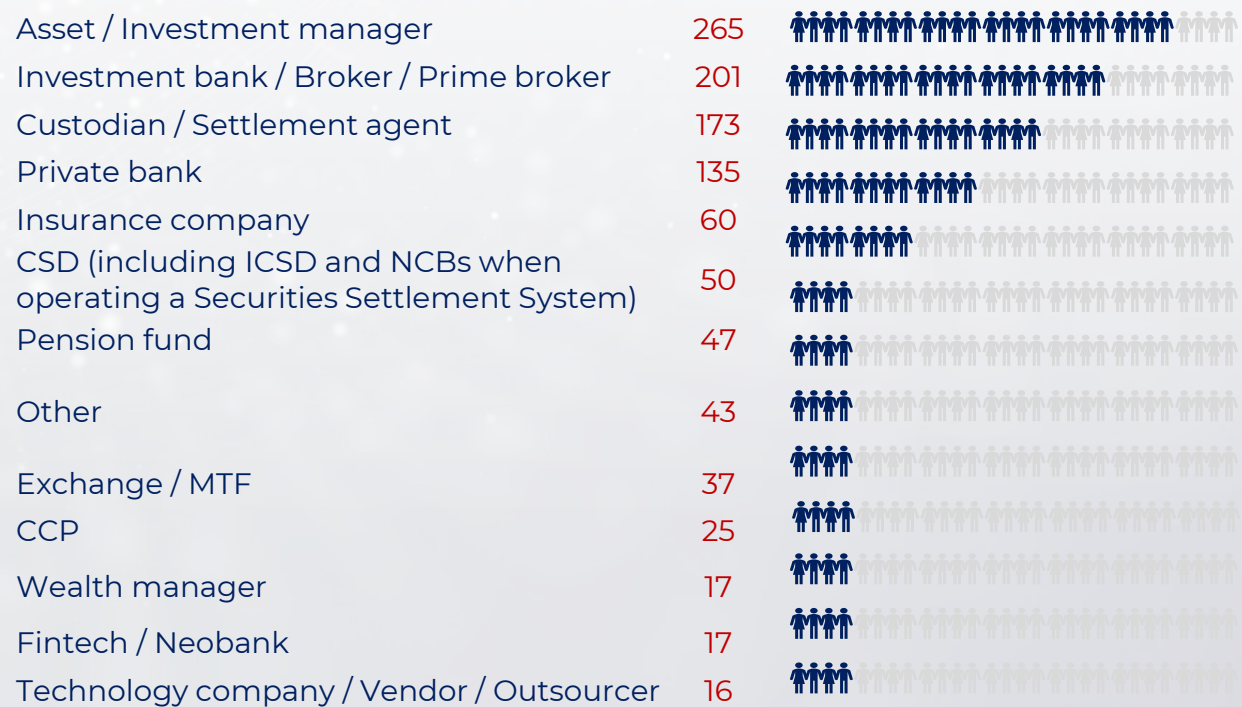 Asset / Investment manager 265
Investment bank / Broker / Prime broker 201
Custodian / Settlement agent 173
Private bank 135
Insurance company 60
CSD (including ICSD and NCBs when
operating a Securities Settlement System) 50
Pension fund 47
Other 43
Exchange / MTF 37
CCP 25
Wealth manager 17
Fintech / Neobank 17
Technology company / Vendor / Outsourcer 16